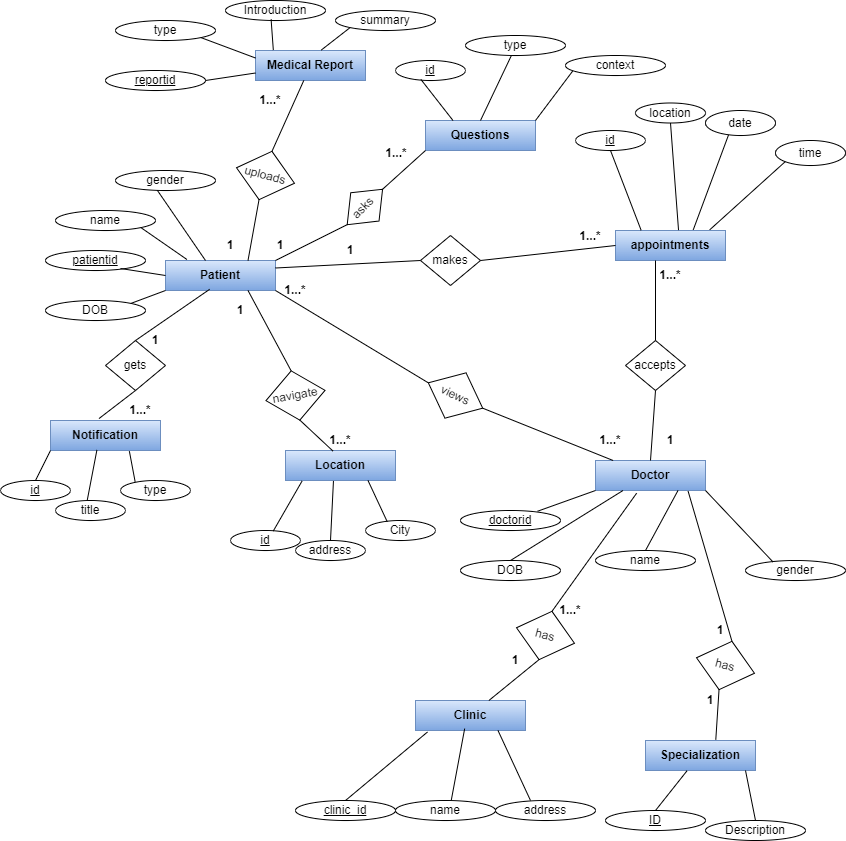 Introduction
summary
type
type
Medical Report
context
id
reportid
1...*
location
date
Questions
id
1...*
time
uploads
gender
asks
name
1...*
1
1
1
appointments
patientid
makes
Patient
1...*
1...*
DOB
1
1
gets
accepts
navigate
views
1...*
Notification
1...*
1...*
1
Location
Doctor
id
type
title
doctorid
City
id
address
DOB
name
gender
1...*
has
1
1
has
1
Clinic
Specialization
clinic_id
name
address
ID
Description